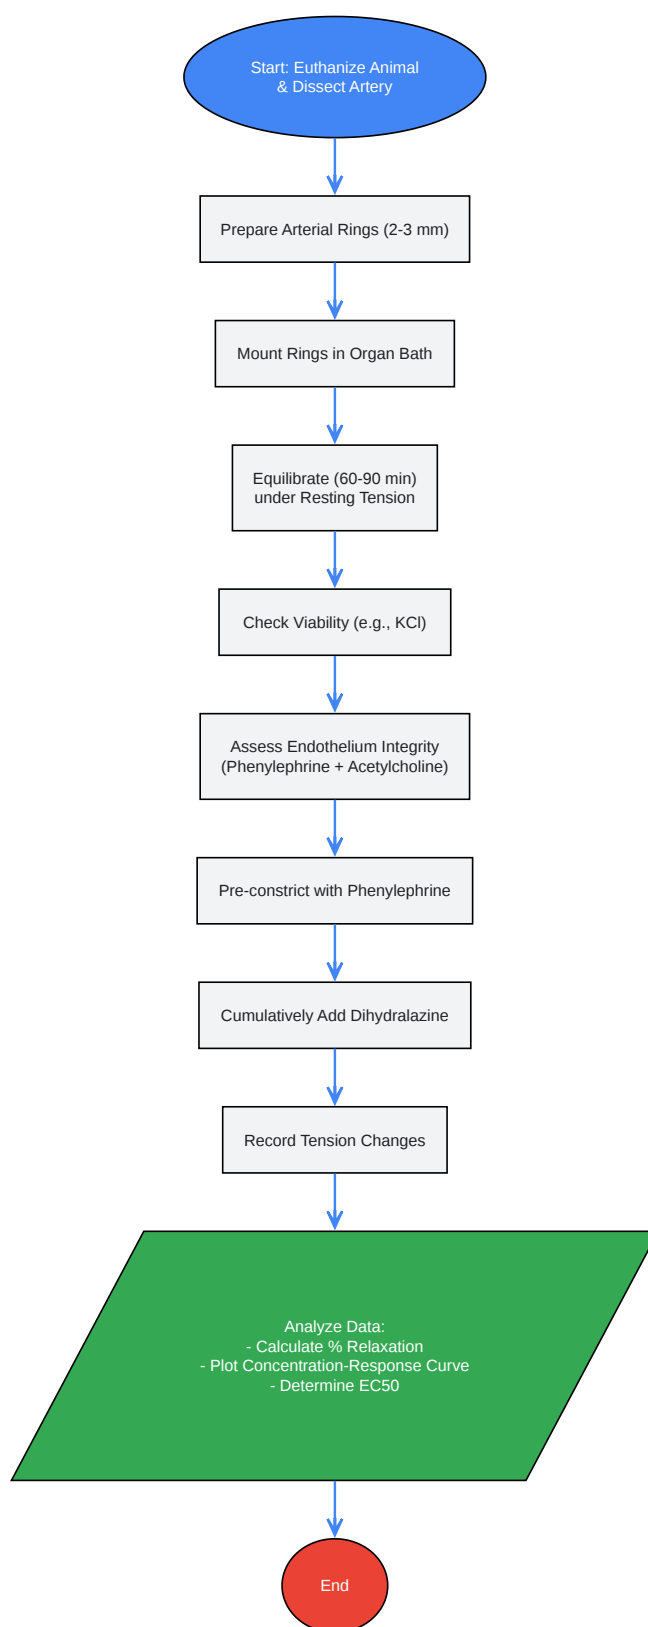 Start: Euthanize Animal
& Dissect Artery
Prepare Arterial Rings (2-3 mm)
Mount Rings in Organ Bath
Equilibrate (60-90 min)
under Resting Tension
Check Viability (e.g., KCl)
Assess Endothelium Integrity
(Phenylephrine + Acetylcholine)
Pre-constrict with Phenylephrine
Cumulatively Add Dihydralazine
Record Tension Changes
Analyze Data:
- Calculate % Relaxation
- Plot Concentration-Response Curve
- Determine EC50
End